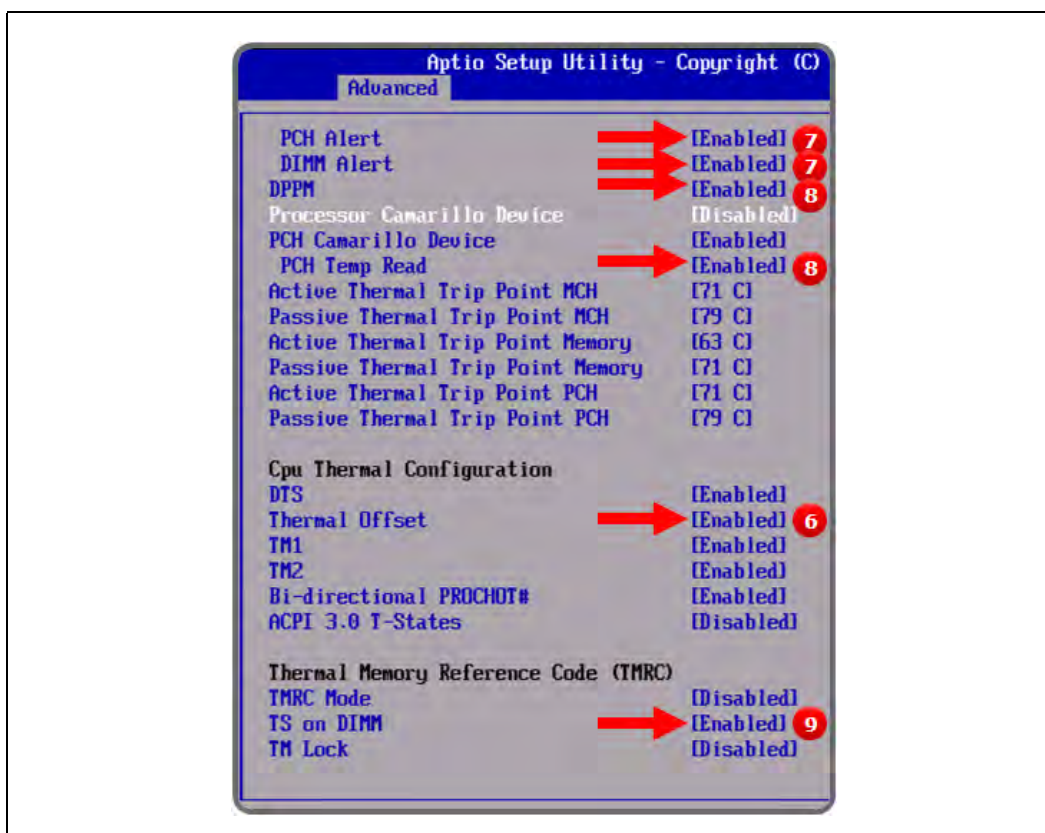 Aptio Setup Utility - Copyright (C)
Advanced
PCH Alert [Enabled] 7
DIMM Alert [Enabled] 7
DPPM [Enabled] 8
Processor Camarillo Device [Disabled]
PCH Camarillo Device [Enabled]
PCH Temp Read [Enabled] 8
Active Thermal Trip Point MCH [71 C]
Passive Thermal Trip Point MCH [79 C]
Active Thermal Trip Point Memory [63 C]
Passive Thermal Trip Point Memory [71 C]
Active Thermal Trip Point PCH [71 C]
Passive Thermal Trip Point PCH [79 C]
Cpu Thermal Configuration
DTS [Enabled]
Thermal Offset [Enabled] 6
TM1 [Enabled]
TM2 [Enabled]
Bi-directional PROCHOT# [Enabled]
ACPI 3.0 T-States [Disabled]
Thermal Memory Reference Code (TMRC)
TMRC Mode [Disabled]
TS on DIMM [Enabled] 9
TM Lock [Disabled]